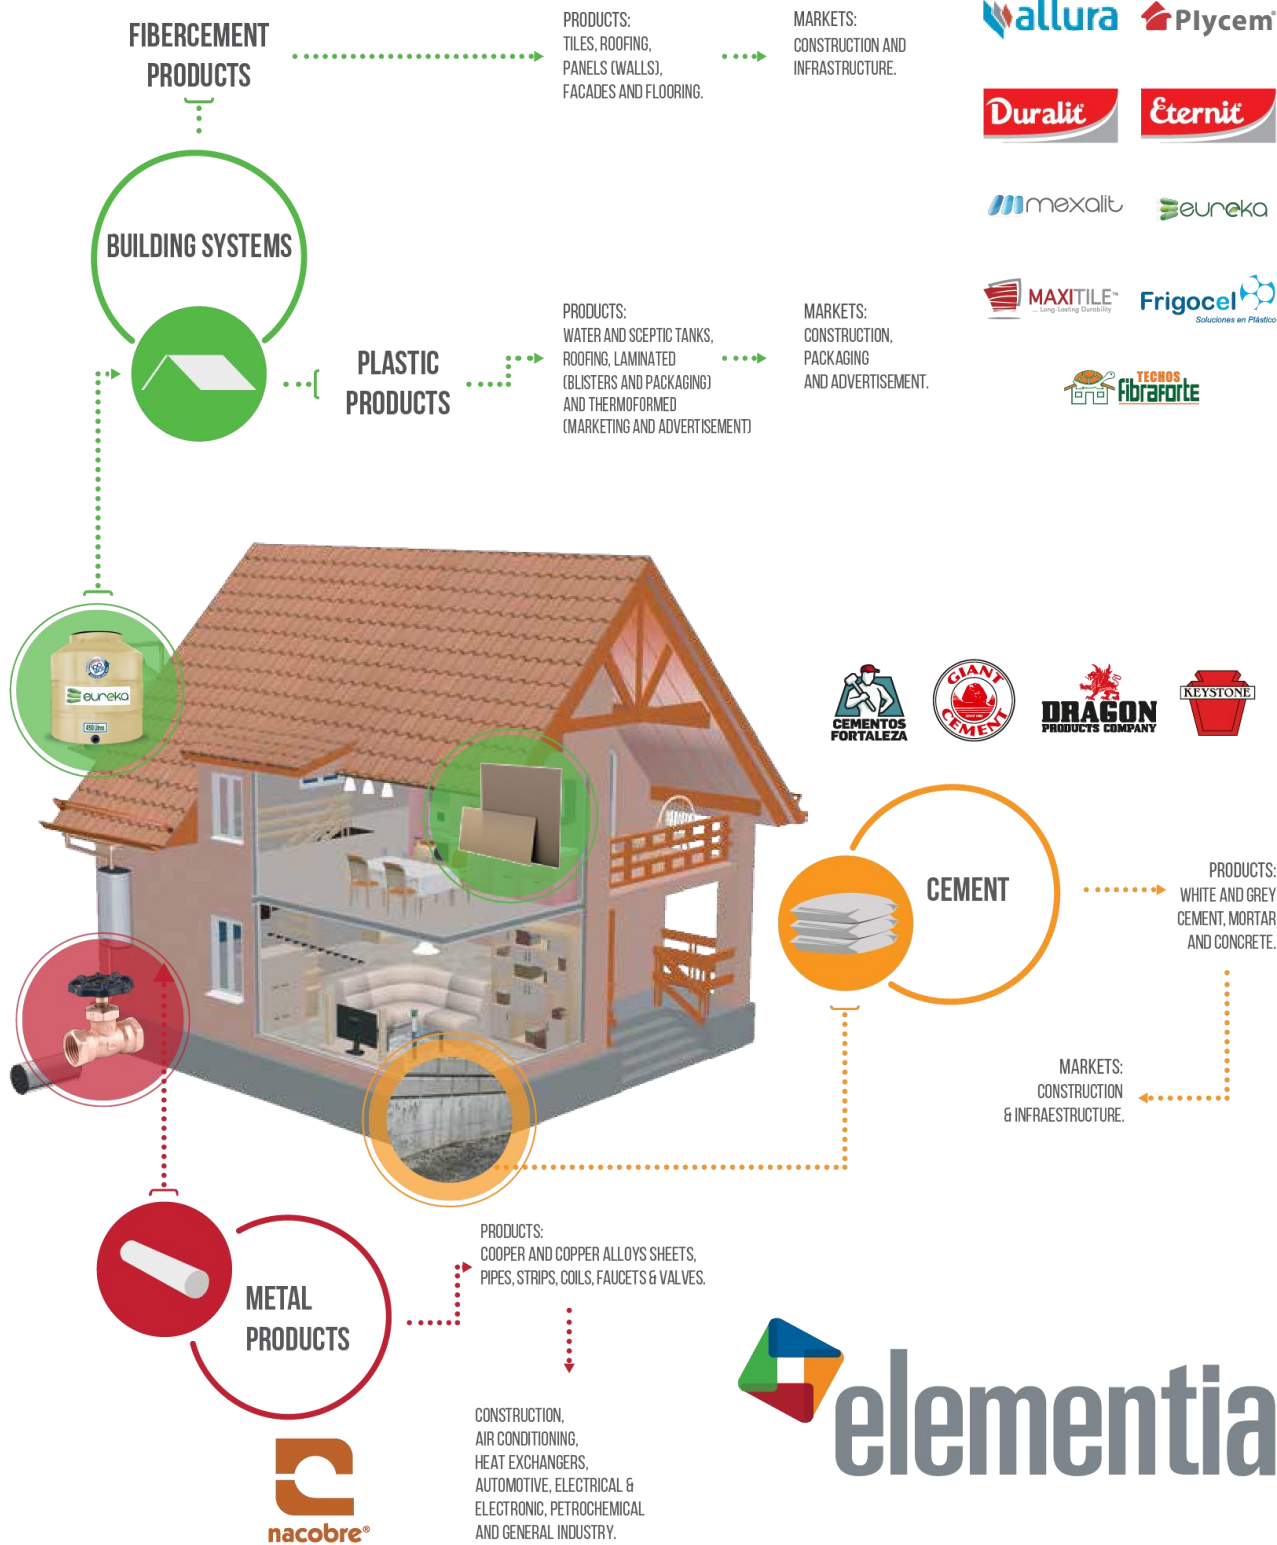 FIBERCEMENT
PRODUCTS
PRODUCTS:
TILES, ROOFING,
PANELS (WALLS),
FACADES AND FLOORING.
MARKETS:
CONSTRUCTION AND
INFRASTRUCTURE.
allura
Plycem
Duralit
Eternit
mexalit
eureka
MAXITILE™
... Long-Lasting Durability
Frigocel
Soluciones en Plástico
TECHOS
fibraforte
BUILDING SYSTEMS
PLASTIC
PRODUCTS
PRODUCTS:
WATER AND SCEPTIC TANKS,
ROOFING, LAMINATED
(BLISTERS AND PACKAGING)
AND THERMOFORMED
(MARKETING AND ADVERTISEMENT)
MARKETS:
CONSTRUCTION,
PACKAGING
AND ADVERTISEMENT.
eureka
CEMENTOS
FORTALEZA
GIANT
CEMENT
DRAGON
PRODUCTS COMPANY
KEYSTONE
CEMENT
PRODUCTS:
WHITE AND GREY
CEMENT, MORTAR
AND CONCRETE.
MARKETS:
CONSTRUCTION
& INFRAESTRUCTURE.
METAL
PRODUCTS
PRODUCTS:
COOPER AND COPPER ALLOYS SHEETS,
PIPES, STRIPS, COILS, FAUCETS & VALVES.
CONSTRUCTION,
AIR CONDITIONING,
HEAT EXCHANGERS,
AUTOMOTIVE, ELECTRICAL &
ELECTRONIC, PETROCHEMICAL
AND GENERAL INDUSTRY.
nacobre®
elementia